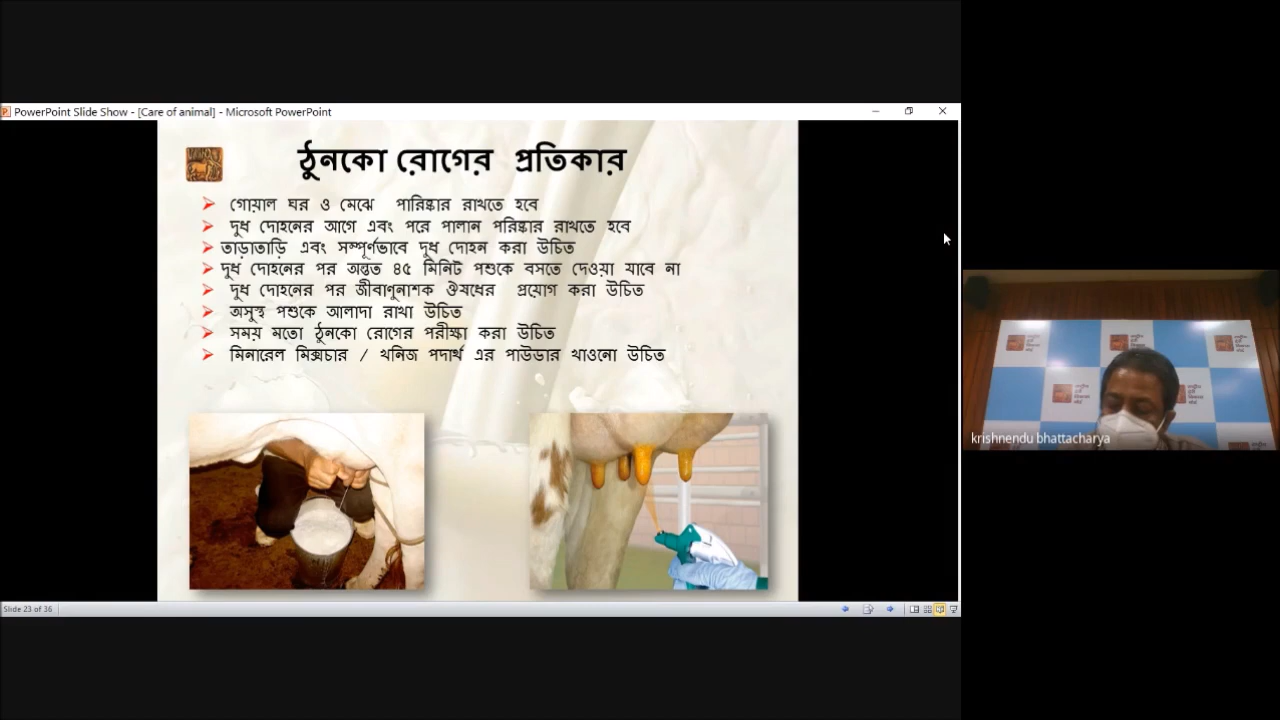 PowerPoint Slide Show - [Care of animal] - Microsoft PowerPoint
ঠুনকো রোগের প্রতিকার
গোয়াল ঘর ও মেঝে পারিষ্কার রাখতে হবে
দুধ দোহনের আগে এবং পরে পালান পরিষ্কার রাখতে হবে
তাড়াতাড়ি এবং সম্পূর্ণভাবে দুধ দোহন করা উচিত
দুধ দোহনের পর অন্তত ৪৫ মিনিট পশুকে বসতে দেওয়া যাবে না
দুধ দোহনের পর জীবাণুনাশক ঔষধের প্রয়োগ করা উচিত
অসুস্থ পশুকে আলাদা রাখা উচিত
সময় মতো ঠুনকো রোগের পরীক্ষা করা উচিত
মিনারেল মিক্সচার / খনিজ পদার্থ এর পাউডার খাওনো উচিত
Slide 23 of 36
krishnendu bhattacharya